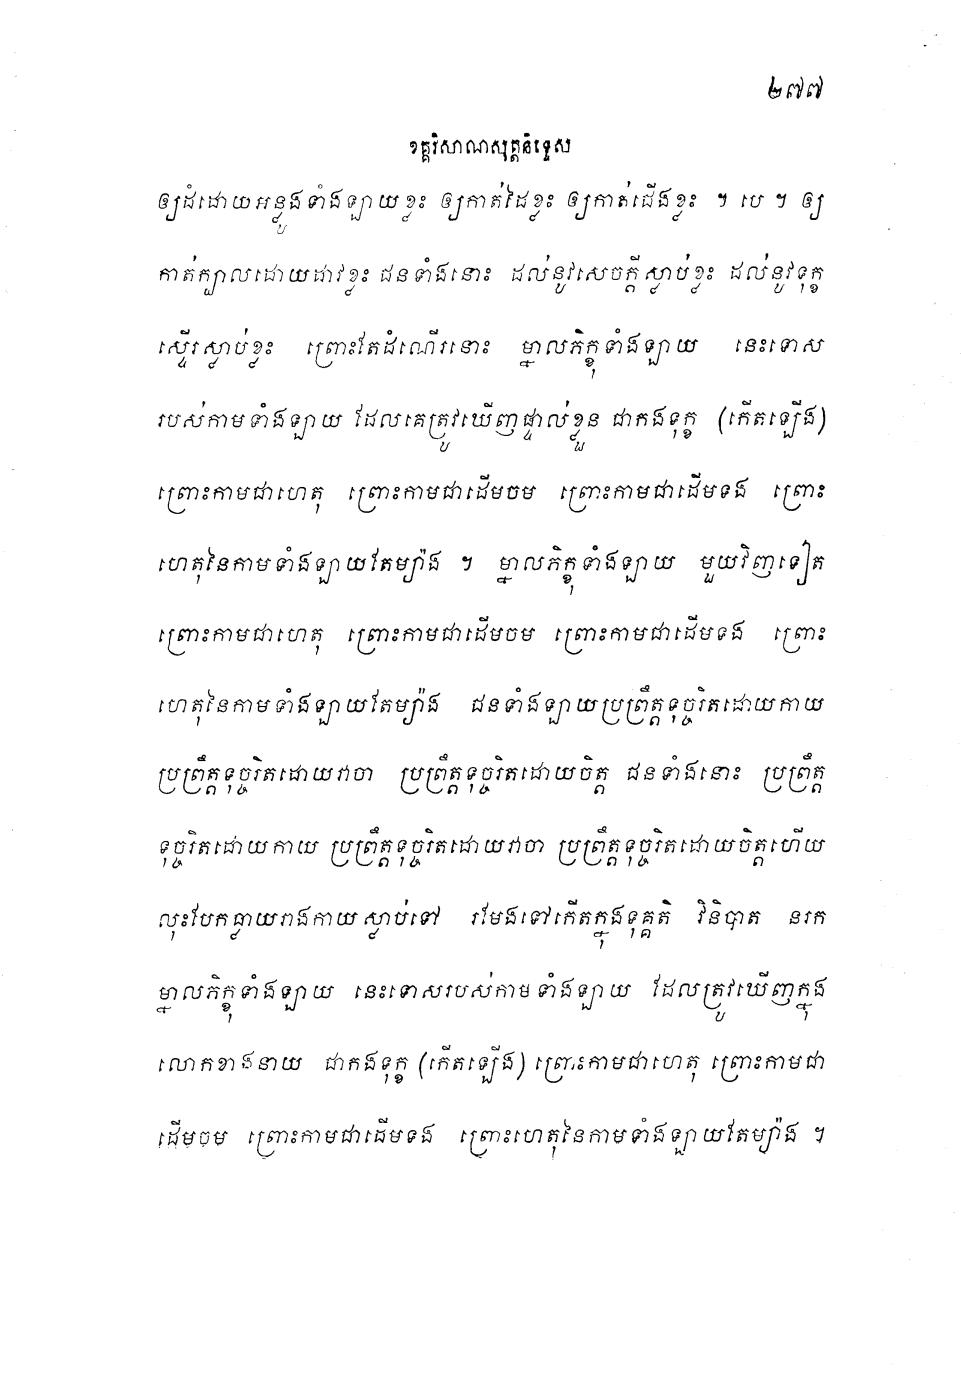 ២៧៧
ខគ្គវិសាណសុត្តនិទ្ទេស
ឲ្យដំដោយអន្លូងទាំងឡាយខ្លះ ឲ្យកាត់ដៃខ្លះ ឲ្យកាត់ជើងខ្លះ ។ បេ ។ ឲ្យ
កាត់ក្បាលដោយដាវខ្លះ ជនទាំងនោះ ដល់នូវសេចក្តីស្លាប់ខ្លះ ដល់នូវទុក្ខ
ស្ទើរស្លាប់ខ្លះ ព្រោះតែដំណើរនោះ ម្នាលភិក្ខុទាំងឡាយ នេះទោស
របស់កាមទាំងឡាយ ដែលគេត្រូវឃើញផ្ទាល់ខ្លួន ជាកងទុក្ខ (កើតឡើង)
ព្រោះកាមជាហេតុ ព្រោះកាមជាដើមចម ព្រោះកាមជាដើមទង ព្រោះ
ហេតុនៃកាមទាំងឡាយតែម្យ៉ាង ។ ម្នាលភិក្ខុទាំងឡាយ មួយវិញទៀត
ព្រោះកាមជាហេតុ ព្រោះកាមជាដើមចម ព្រោះកាមជាដើមទង ព្រោះ
ហេតុនៃកាមទាំងឡាយតែម្យ៉ាង ជនទាំងឡាយប្រព្រឹត្តទុច្ចរិតដោយកាយ
ប្រព្រឹត្តទុច្ចរិតដោយវាចា ប្រព្រឹត្តទុច្ចរិតដោយចិត្ត ជនទាំងនោះ ប្រព្រឹត្ត
ទុច្ចរិតដោយកាយ ប្រព្រឹត្តទុច្ចរិតដោយវាចា ប្រព្រឹត្តទុច្ចរិតដោយចិត្តហើយ
លុះបែកធ្លាយរាងកាយស្លាប់ទៅ រមែងទៅកើតក្នុងទុគ្គតិ វិនិបាត នរក
ម្នាលភិក្ខុទាំងឡាយ នេះទោសរបស់កាមទាំងឡាយ ដែលត្រូវឃើញក្នុង
លោកខាងនាយ ជាកងទុក្ខ (កើតឡើង) ព្រោះកាមជាហេតុ ព្រោះកាមជា
ដើមចម ព្រោះកាមជាដើមទង ព្រោះហេតុនៃកាមទាំងឡាយតែម្យ៉ាង ។